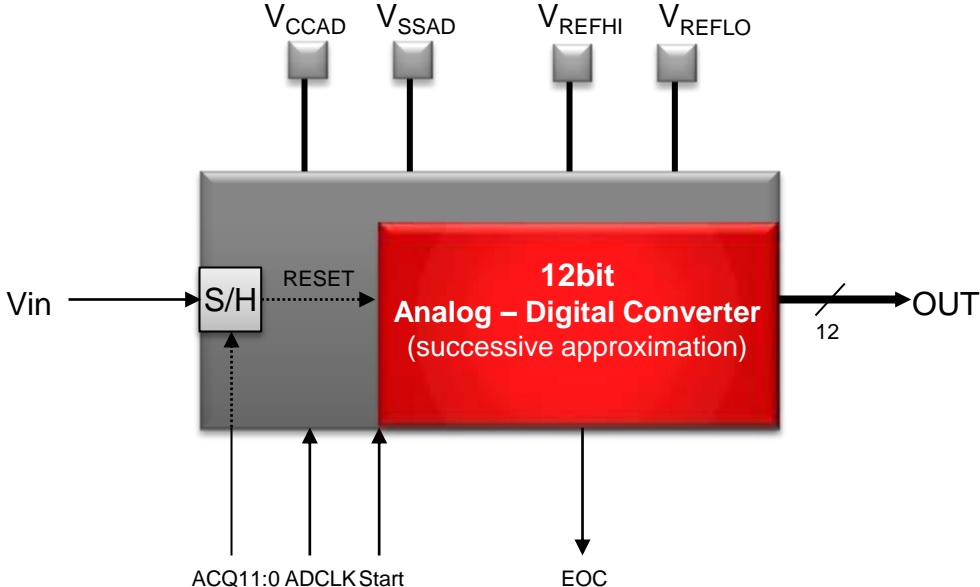 VCCAD VSSAD VREFHI VREFLO
12bit
RESET
Analog – Digital Converter
Vin S/H OUT
(successive approximation)
12
ACQ11:0 ADCLK Start EOC